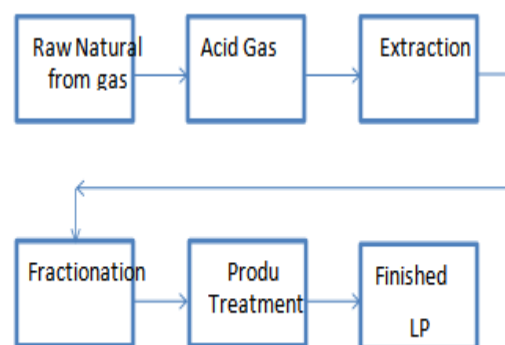 Raw Natural
from gas
Acid Gas
Extraction
Fractionation
Produ
Treatment
Finished
LP